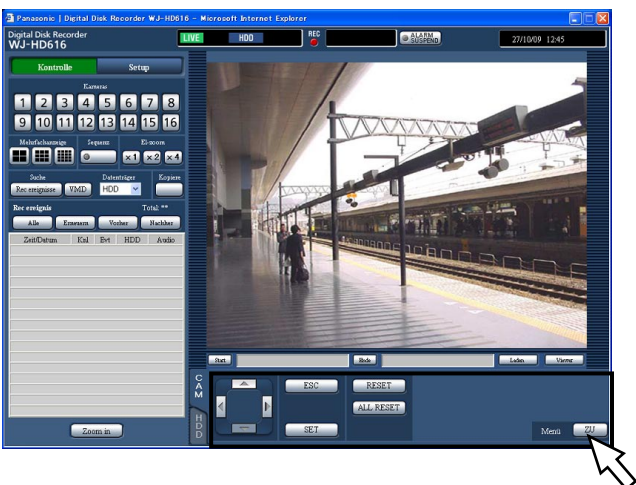 Panasonic | Digital Disk Recorder WJ-HD616 - Microsoft Internet Explorer
Digital Disk Recorder
WJ-HD616
LIVE HDD REC ALARM SUSPEND 27/10/09 12:45
Kontrolle Setup
Kameras
1 2 3 4 5 6 7 8
9 10 11 12 13 14 15 16
Mehrfachanzeige Sequenz El-zoom
x1 x2 x4
Suche Datenträger Kopiere
Rec ereignisse VMD HDD
Rec ereignis Total: **
Alle Erneuern Vorher Nachher
Zeit/Datum Knl Evt HDD Audio
Start Ende Laden Viewer
CAM
ESC RESET
ALL RESET
HDD
SET
Menü ZU
Zoom in